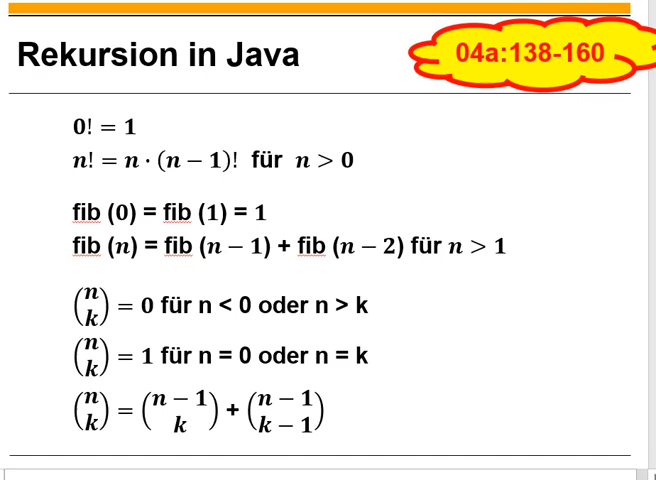 Rekursion in Java
04a:138-160
0! = 1
n! = n · (n − 1)! für n > 0
fib (0) = fib (1) = 1
fib (n) = fib (n − 1) + fib (n − 2) für n > 1
(n k) = 0 für n < 0 oder n > k
(n k) = 1 für n = 0 oder n = k
(n k) = (n − 1 k) + (n − 1 k − 1)